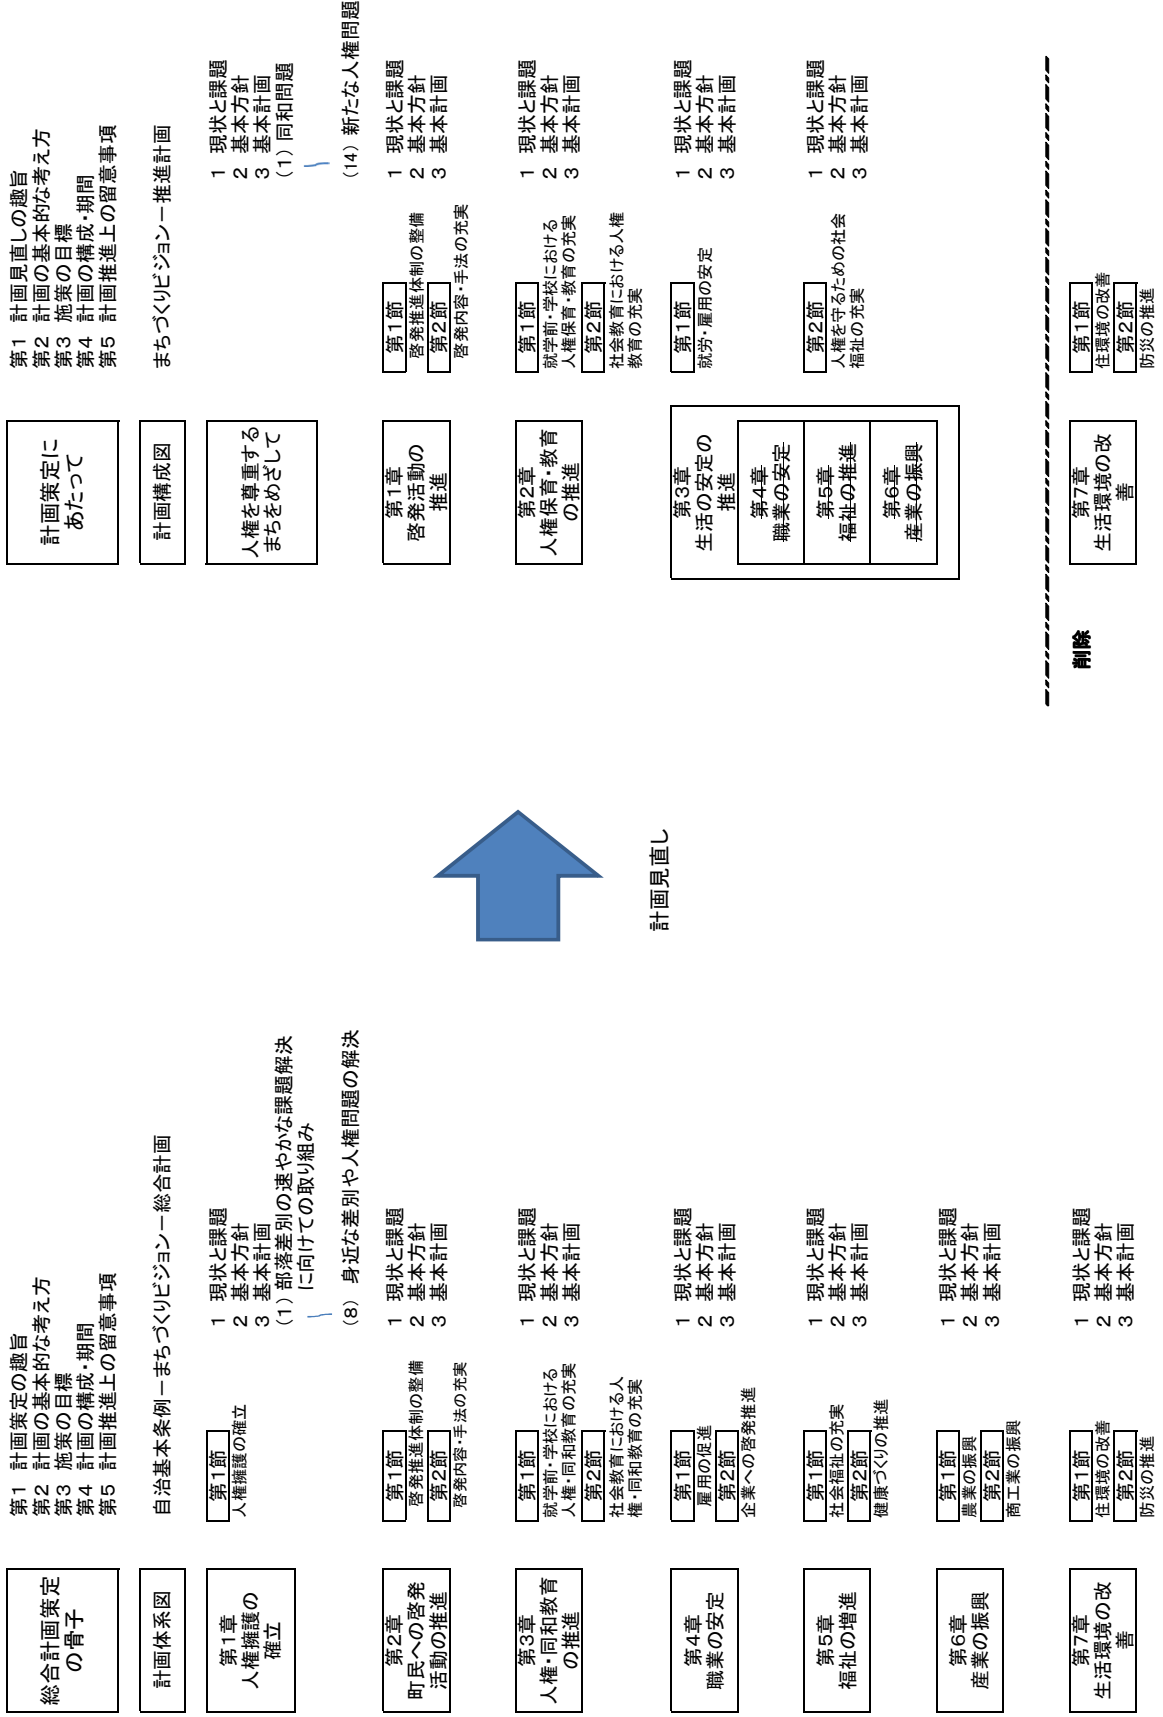 総合計画策定
の骨子
第1 計画策定の趣旨
第2 計画の基本的な考え方
第3 施策の目標
第4 計画の構成・期間
第5 計画推進上の留意事項
計画体系図
自治基本条例ーまちづくりビジョンー総合計画
第1章
人権擁護の
確立
第1節
人権擁護の確立
1 現状と課題
2 基本方針
3 基本計画
(1)部落差別の速やかな課題解決
に向けての取り組み
(8) 身近な差別や人権問題の解決
第2章
町民への啓発
活動の推進
第1節
啓発推進体制の整備
第2節
啓発内容・手法の充実
1 現状と課題
2 基本方針
3 基本計画
第3章
人権・同和教育
の推進
第1節
就学前・学校における
人権・同和教育の充実
第2節
社会教育における人
権・同和教育の充実
1 現状と課題
2 基本方針
3 基本計画
第4章
職業の安定
第1節
雇用の促進
第2節
企業への啓発推進
1 現状と課題
2 基本方針
3 基本計画
第5章
福祉の増進
第1節
社会福祉の充実
第2節
健康づくりの推進
1 現状と課題
2 基本方針
3 基本計画
第6章
産業の振興
第1節
農業の振興
第2節
商工業の振興
1 現状と課題
2 基本方針
3 基本計画
第7章
生活環境の改
善
第1節
住環境の改善
第2節
防災の推進
1 現状と課題
2 基本方針
3 基本計画
計画見直し
計画策定に
あたって
第1 計画見直しの趣旨
第2 計画の基本的な考え方
第3 施策の目標
第4 計画の構成・期間
第5 計画推進上の留意事項
計画構成図
まちづくりビジョンー推進計画
人権を尊重する
まちをめざして
1 現状と課題
2 基本方針
3 基本計画
(1)同和問題
(14)新たな人権問題
第1章
啓発活動の
推進
第1節
啓発推進体制の整備
第2節
啓発内容・手法の充実
1 現状と課題
2 基本方針
3 基本計画
第2章
人権保育・教育
の推進
第1節
就学前・学校における
人権保育・教育の充実
第2節
社会教育における人権
教育の充実
1 現状と課題
2 基本方針
3 基本計画
第3章
生活の安定の
推進
第4章
職業の安定
第5章
福祉の推進
第6章
産業の振興
第1節
就労・雇用の安定
1 現状と課題
2 基本方針
3 基本計画
第2節
人権を守るための社会
福祉の充実
1 現状と課題
2 基本方針
3 基本計画
削除
第7章
生活環境の改
善
第1節
住環境の改善
第2節
防災の推進